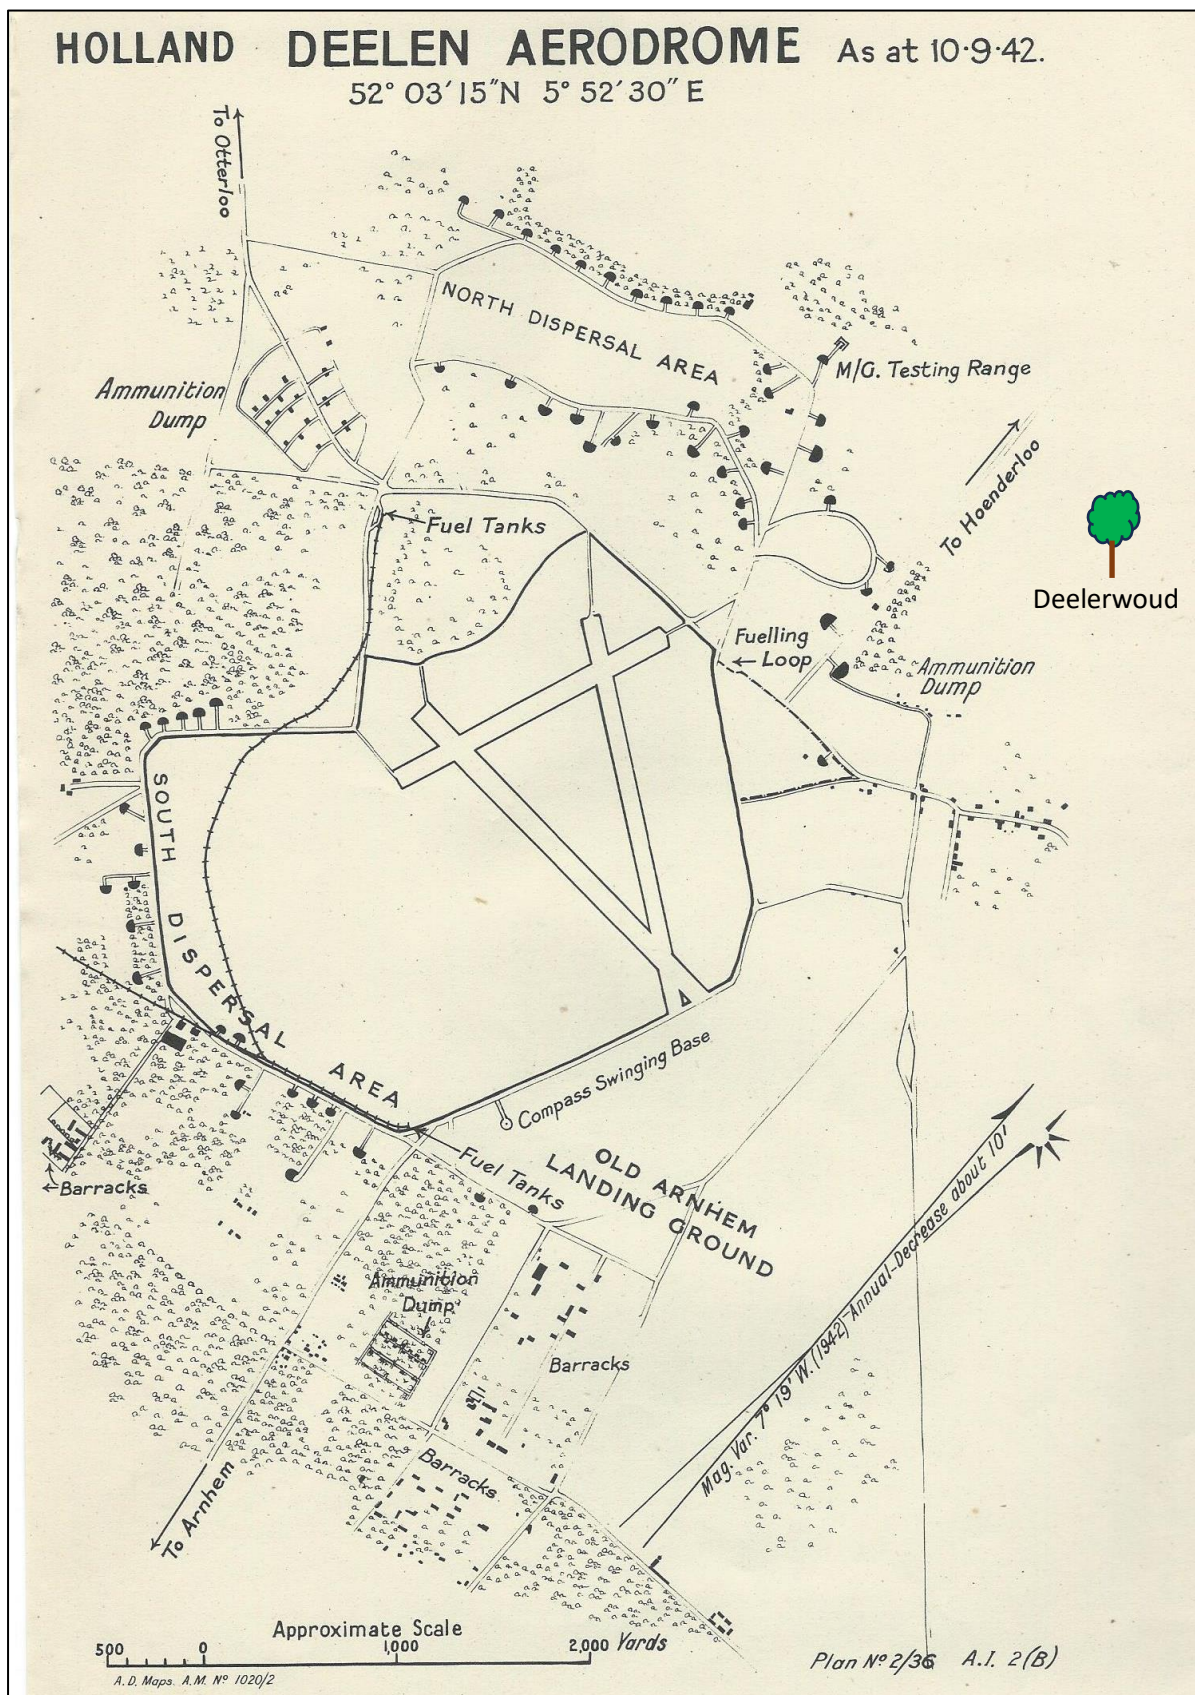 HOLLAND DEELEN AERODROME As at 10·9·42.
52° 03′ 15″ N 5° 52′ 30″ E
To Otterloo
NORTH DISPERSAL AREA
M/G. Testing Range
Ammunition
Dump
To Hoenderloo
Fuel Tanks
Deelerwoud
Fuelling
Loop
Ammunition
Dump
SOUTH DISPERSAL AREA
Compass Swinging Base
Fuel Tanks
OLD ARNHEM
LANDING GROUND
Barracks
Ammunition
Dump
Barracks
Barracks
Mag. Var. 7° 19′ W. (1942) Annual-Decrease about 10′
To Arnhem
Approximate Scale
500 0 1,000 2,000 Yards
A.D. Maps. A.M. Nº 1020/2
Plan Nº 2/36 A.I. 2(B)